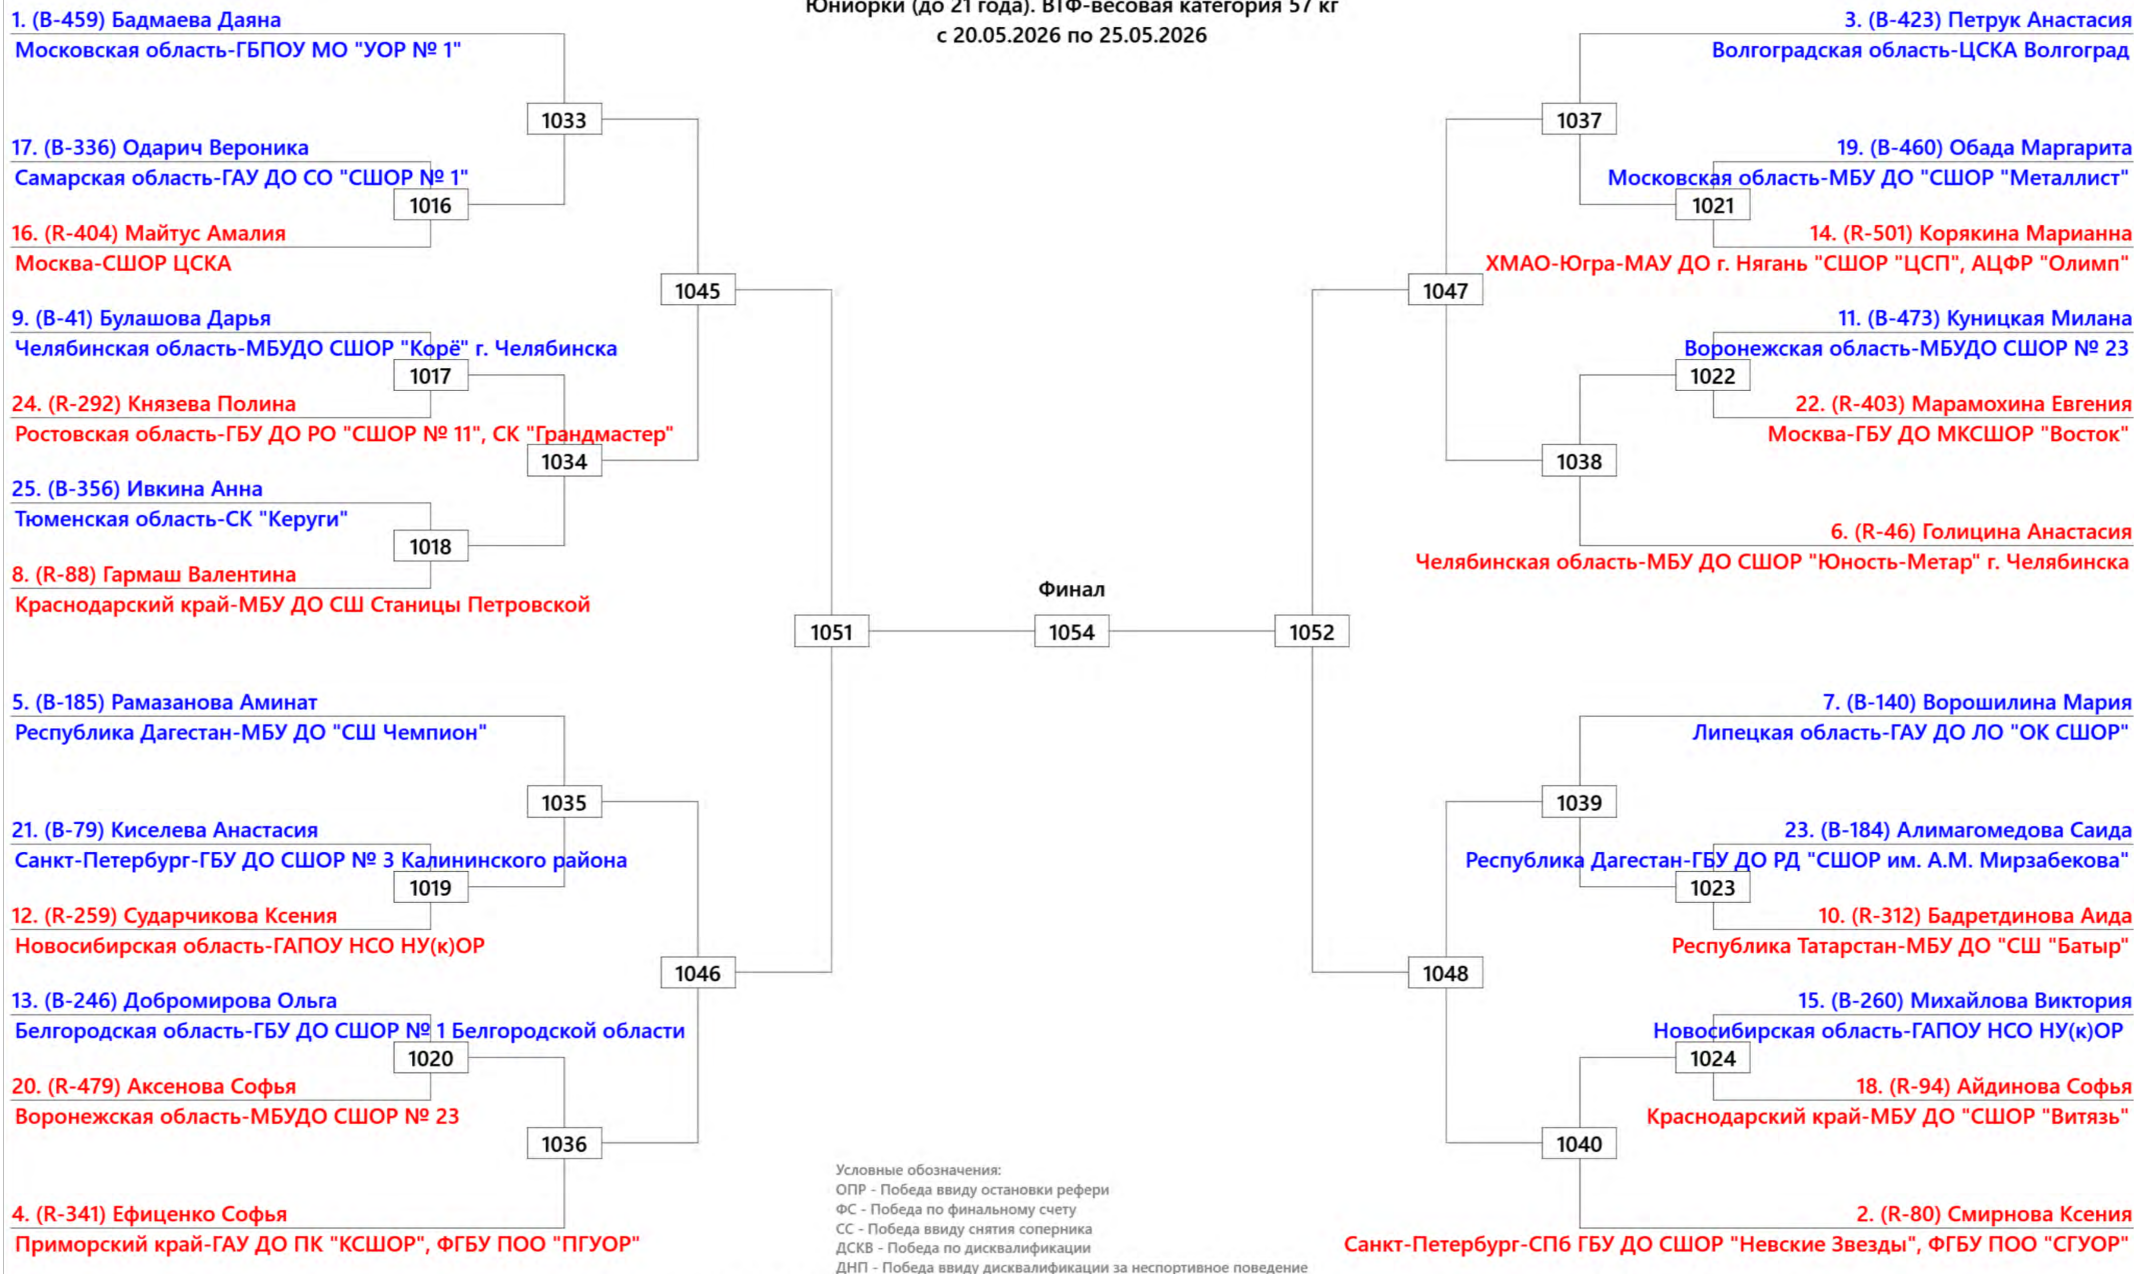 Юниорки (до 21 года). ВТФ-весовая категория 57 кг
с 20.05.2026 по 25.05.2026
1. (B-459) Бадмаева Даяна
Московская область-ГБПОУ МО "УОР № 1"
1033
17. (B-336) Одарич Вероника
Самарская область-ГАУ ДО СО "СШОР № 1"
1016
16. (R-404) Майтус Амалия
Москва-СШОР ЦСКА
1045
9. (B-41) Булашова Дарья
Челябинская область-МБУДО СШОР "Корё" г. Челябинска
1017
24. (R-292) Князева Полина
Ростовская область-ГБУ ДО РО "СШОР № 11", СК "Грандмастер"
1034
25. (B-356) Ивкина Анна
Тюменская область-СК "Керуги"
1018
8. (R-88) Гармаш Валентина
Краснодарский край-МБУ ДО СШ Станицы Петровской
1051
5. (B-185) Рамазанова Аминат
Республика Дагестан-МБУ ДО "СШ Чемпион"
1035
21. (B-79) Киселева Анастасия
Санкт-Петербург-ГБУ ДО СШОР № 3 Калининского района
1019
12. (R-259) Сударчикова Ксения
Новосибирская область-ГАПОУ НСО НУ(к)ОР
1046
13. (B-246) Добромирова Ольга
Белгородская область-ГБУ ДО СШОР № 1 Белгородской области
1020
20. (R-479) Аксенова Софья
Воронежская область-МБУДО СШОР № 23
1036
4. (R-341) Ефиценко Софья
Приморский край-ГАУ ДО ПК "КСШОР", ФГБУ ПОО "ПГУОР"
Финал
1054
3. (B-423) Петрук Анастасия
Волгоградская область-ЦСКА Волгоград
1037
19. (B-460) Обада Маргарита
Московская область-МБУ ДО "СШОР "Металлист"
1021
14. (R-501) Корякина Марианна
ХМАО-Югра-МАУ ДО г. Нягань "СШОР "ЦСП", АЦФР "Олимп"
1047
11. (B-473) Куницкая Милана
Воронежская область-МБУДО СШОР № 23
1022
22. (R-403) Марамохина Евгения
Москва-ГБУ ДО МКСШОР "Восток"
1038
6. (R-46) Голицина Анастасия
Челябинская область-МБУ ДО СШОР "Юность-Метар" г. Челябинска
1052
7. (B-140) Ворошилина Мария
Липецкая область-ГАУ ДО ЛО "ОК СШОР"
1039
23. (B-184) Алимагомедова Саида
Республика Дагестан-ГБУ ДО РД "СШОР им. А.М. Мирзабекова"
1023
10. (R-312) Бадретдинова Аида
Республика Татарстан-МБУ ДО "СШ "Батыр"
1048
15. (B-260) Михайлова Виктория
Новосибирская область-ГАПОУ НСО НУ(к)ОР
1024
18. (R-94) Айдинова Софья
Краснодарский край-МБУ ДО "СШОР "Витязь"
1040
2. (R-80) Смирнова Ксения
Санкт-Петербург-СПб ГБУ ДО СШОР "Невские Звезды", ФГБУ ПОО "СГУОР"
Условные обозначения:
ОПР - Победа ввиду остановки рефери
ФС - Победа по финальному счету
СС - Победа ввиду снятия соперника
ДСКВ - Победа по дисквалификации
ДНП - Победа ввиду дисквалификации за неспортивное поведение